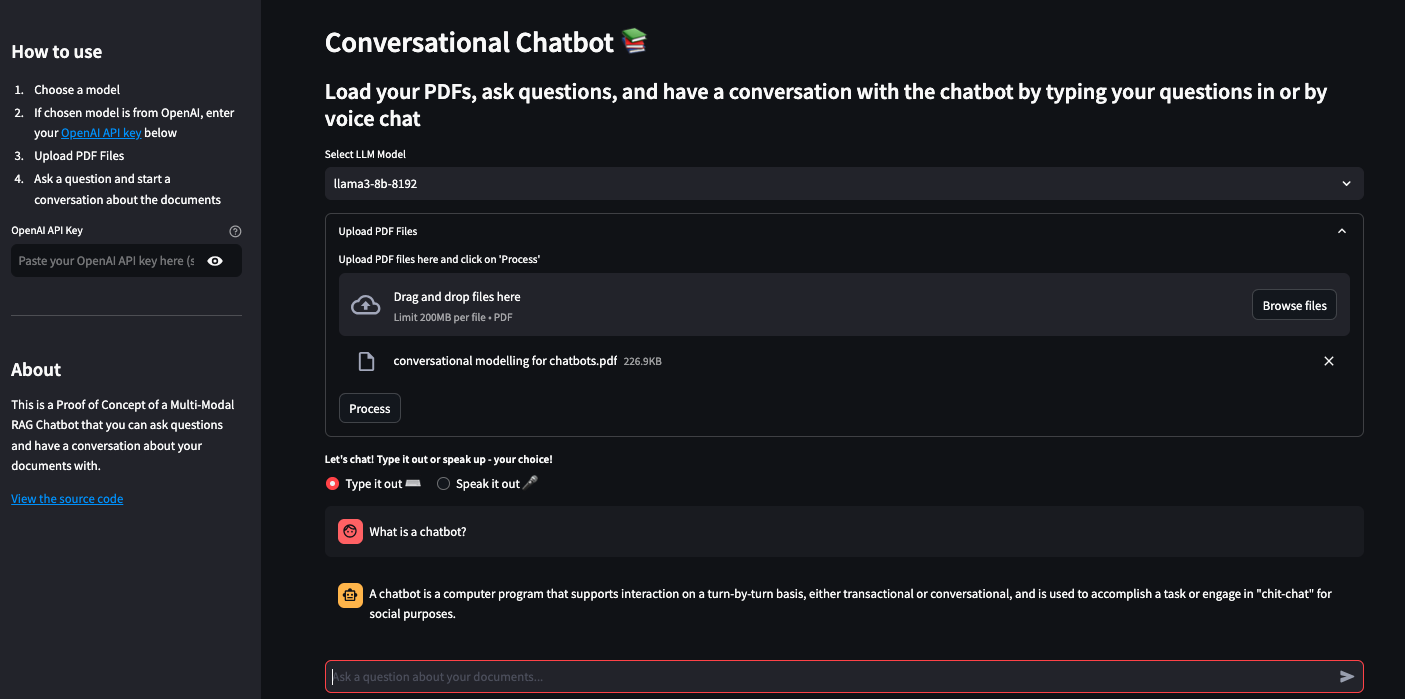 How to use
1. Choose a model
2. If chosen model is from OpenAI, enter
your OpenAI API key below
3. Upload PDF Files
4. Ask a question and start a
conversation about the documents
OpenAI API Key
Paste your OpenAI API key here (s
About
This is a Proof of Concept of a Multi-Modal
RAG Chatbot that you can ask questions
and have a conversation about your
documents with.
View the source code
Conversational Chatbot 📚
Load your PDFs, ask questions, and have a conversation with the chatbot by typing your questions in or by
voice chat
Select LLM Model
llama3-8b-8192
Upload PDF Files
Upload PDF files here and click on 'Process'
Drag and drop files here
Limit 200MB per file • PDF
Browse files
conversational modelling for chatbots.pdf 226.9KB
Process
Let's chat! Type it out or speak up - your choice!
Type it out ⌨️ Speak it out 🎤
What is a chatbot?
A chatbot is a computer program that supports interaction on a turn-by-turn basis, either transactional or conversational, and is used to accomplish a task or engage in "chit-chat" for
social purposes.
Ask a question about your documents...